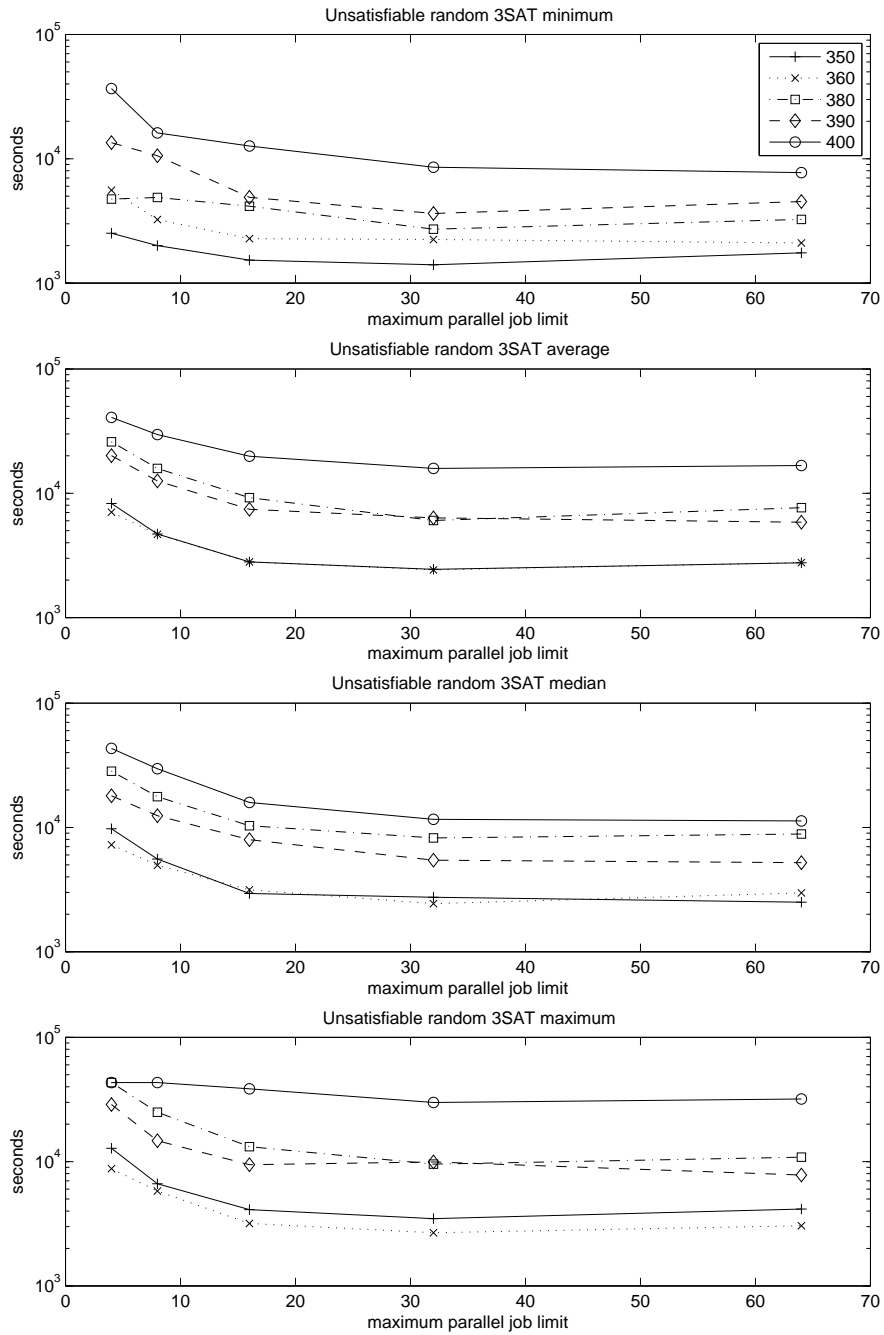 Unsatisfiable random 3SAT minimum
10^5
10^4
10^3
seconds
350
360
380
390
400
0 10 20 30 40 50 60 70
maximum parallel job limit
Unsatisfiable random 3SAT average
10^5
10^4
10^3
seconds
0 10 20 30 40 50 60 70
maximum parallel job limit
Unsatisfiable random 3SAT median
10^5
10^4
10^3
seconds
0 10 20 30 40 50 60 70
maximum parallel job limit
Unsatisfiable random 3SAT maximum
10^5
10^4
10^3
seconds
0 10 20 30 40 50 60 70
maximum parallel job limit